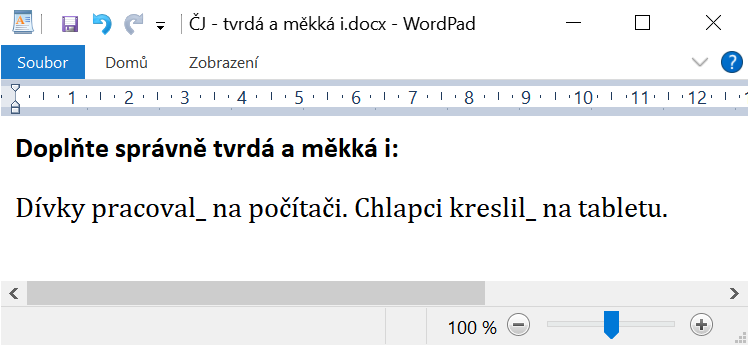 ČJ - tvrdá a měkká i.docx - WordPad
Soubor Domů Zobrazení
1 2 3 4 5 6 7 8 9 10 11 12
Doplňte správně tvrdá a měkká i:
Dívky pracoval_ na počítači. Chlapci kreslil_ na tabletu.
100 %